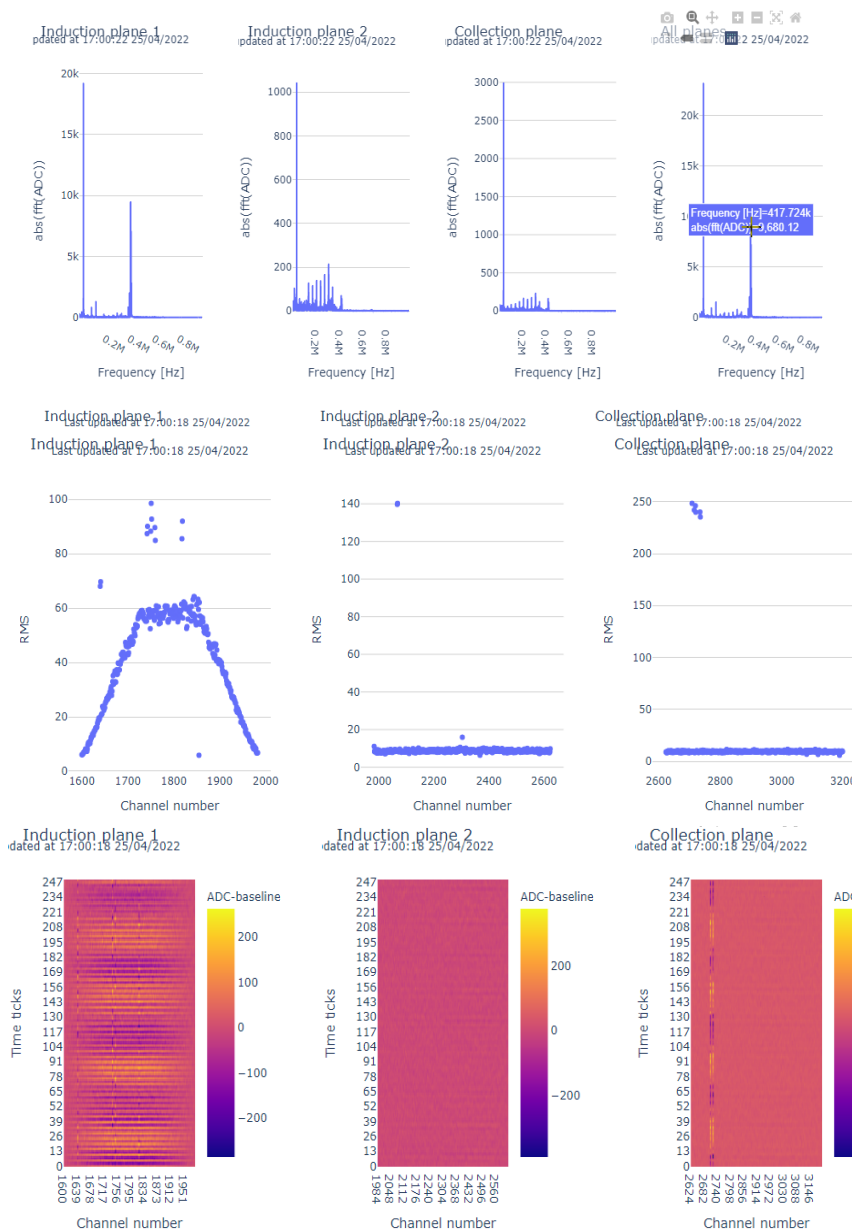 Induction plane 1
pdated at 17:00:22 25/04/2022
20k
15k
10k
5k
0
abs(fft(ADC))
0.2M
0.4M
0.6M
0.8M
Frequency [Hz]
Induction plane 2
pdated at 17:00:22 25/04/2022
1000
800
600
400
200
0
abs(fft(ADC))
0.2M
0.4M
0.6M
0.8M
Frequency [Hz]
Collection plane
pdated at 17:00:22 25/04/2022
3000
2500
2000
1500
1000
500
0
abs(fft(ADC))
0.2M
0.4M
0.6M
0.8M
Frequency [Hz]
All planes
pdated at 17:00:22 25/04/2022
20k
15k
10k
5k
0
abs(fft(ADC))
Frequency [Hz]=417.724k
abs(fft(ADC))=9,680.12
0.2M
0.4M
0.6M
0.8M
Frequency [Hz]
Induction plane 1
Last updated at 17:00:18 25/04/2022
Induction plane 1
Last updated at 17:00:18 25/04/2022
100
80
60
40
20
0
RMS
1600
1700
1800
1900
2000
Channel number
Induction plane 2
Last updated at 17:00:18 25/04/2022
Induction plane 2
Last updated at 17:00:18 25/04/2022
140
120
100
80
60
40
20
0
RMS
2000
2200
2400
2600
Channel number
Collection plane
Last updated at 17:00:18 25/04/2022
Collection plane
Last updated at 17:00:18 25/04/2022
250
200
150
100
50
0
RMS
2600
2800
3000
3200
Channel number
Induction plane 1
dated at 17:00:18 25/04/2022
247
234
221
208
195
182
169
156
143
130
117
104
91
78
65
52
39
26
13
0
Time ticks
1600
1639
1678
1717
1756
1795
1834
1873
1912
1951
Channel number
ADC-baseline
200
100
0
−100
−200
Induction plane 2
dated at 17:00:18 25/04/2022
247
234
221
208
195
182
169
156
143
130
117
104
91
78
65
52
39
26
13
0
Time ticks
1984
2048
2112
2176
2240
2304
2368
2432
2496
2560
Channel number
ADC-baseline
200
0
−200
Collection plane
dated at 17:00:18 25/04/2022
247
234
221
208
195
182
169
156
143
130
117
104
91
78
65
52
39
26
13
0
Time ticks
2624
2682
2740
2798
2856
2914
2972
3030
3088
3146
Channel number
ADC